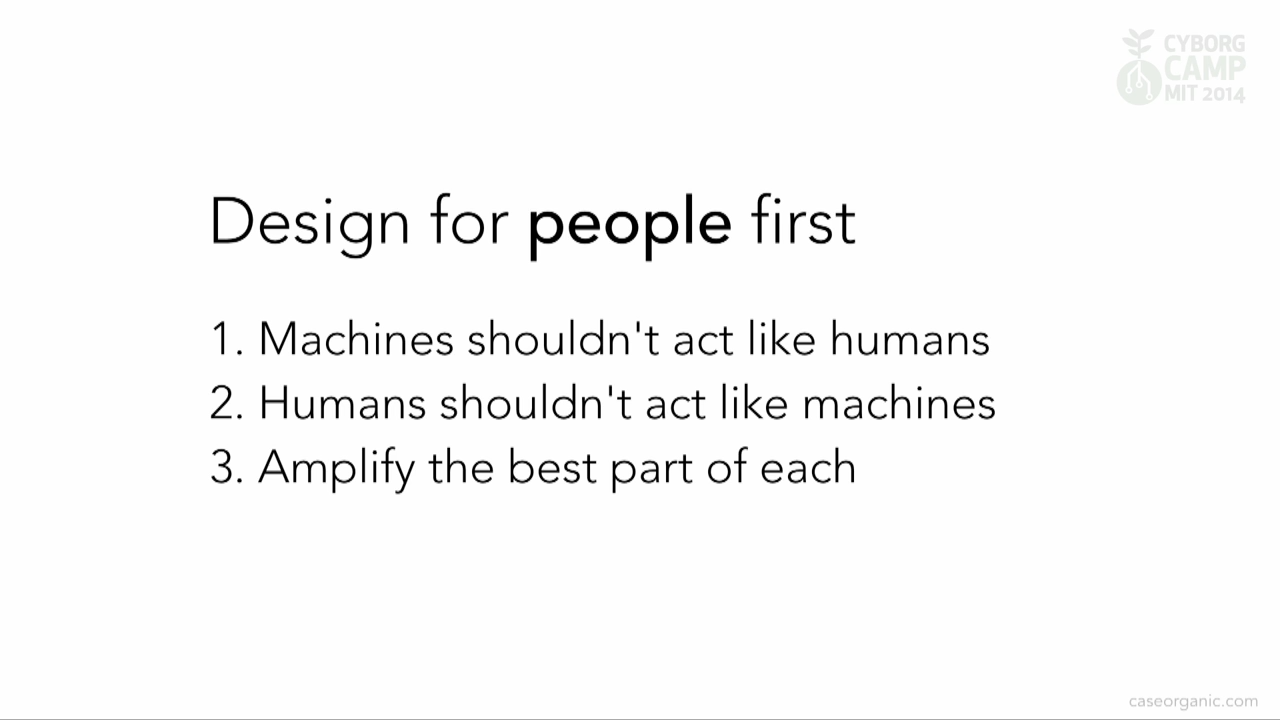 CYBORG
CAMP
MIT 2014
Design for people first
1. Machines shouldn't act like humans
2. Humans shouldn't act like machines
3. Amplify the best part of each
caseorganic.com